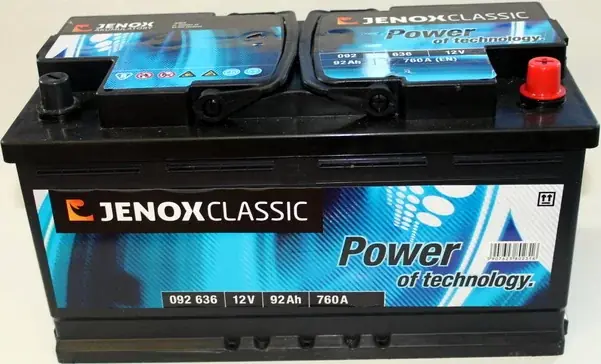 JENOX
JENOXCLASSIC
Power
of technology.
092 636 12V
92Ah 760A (EN)
JENOXCLASSIC
Power
of technology.
092 636 12V 92Ah 760A